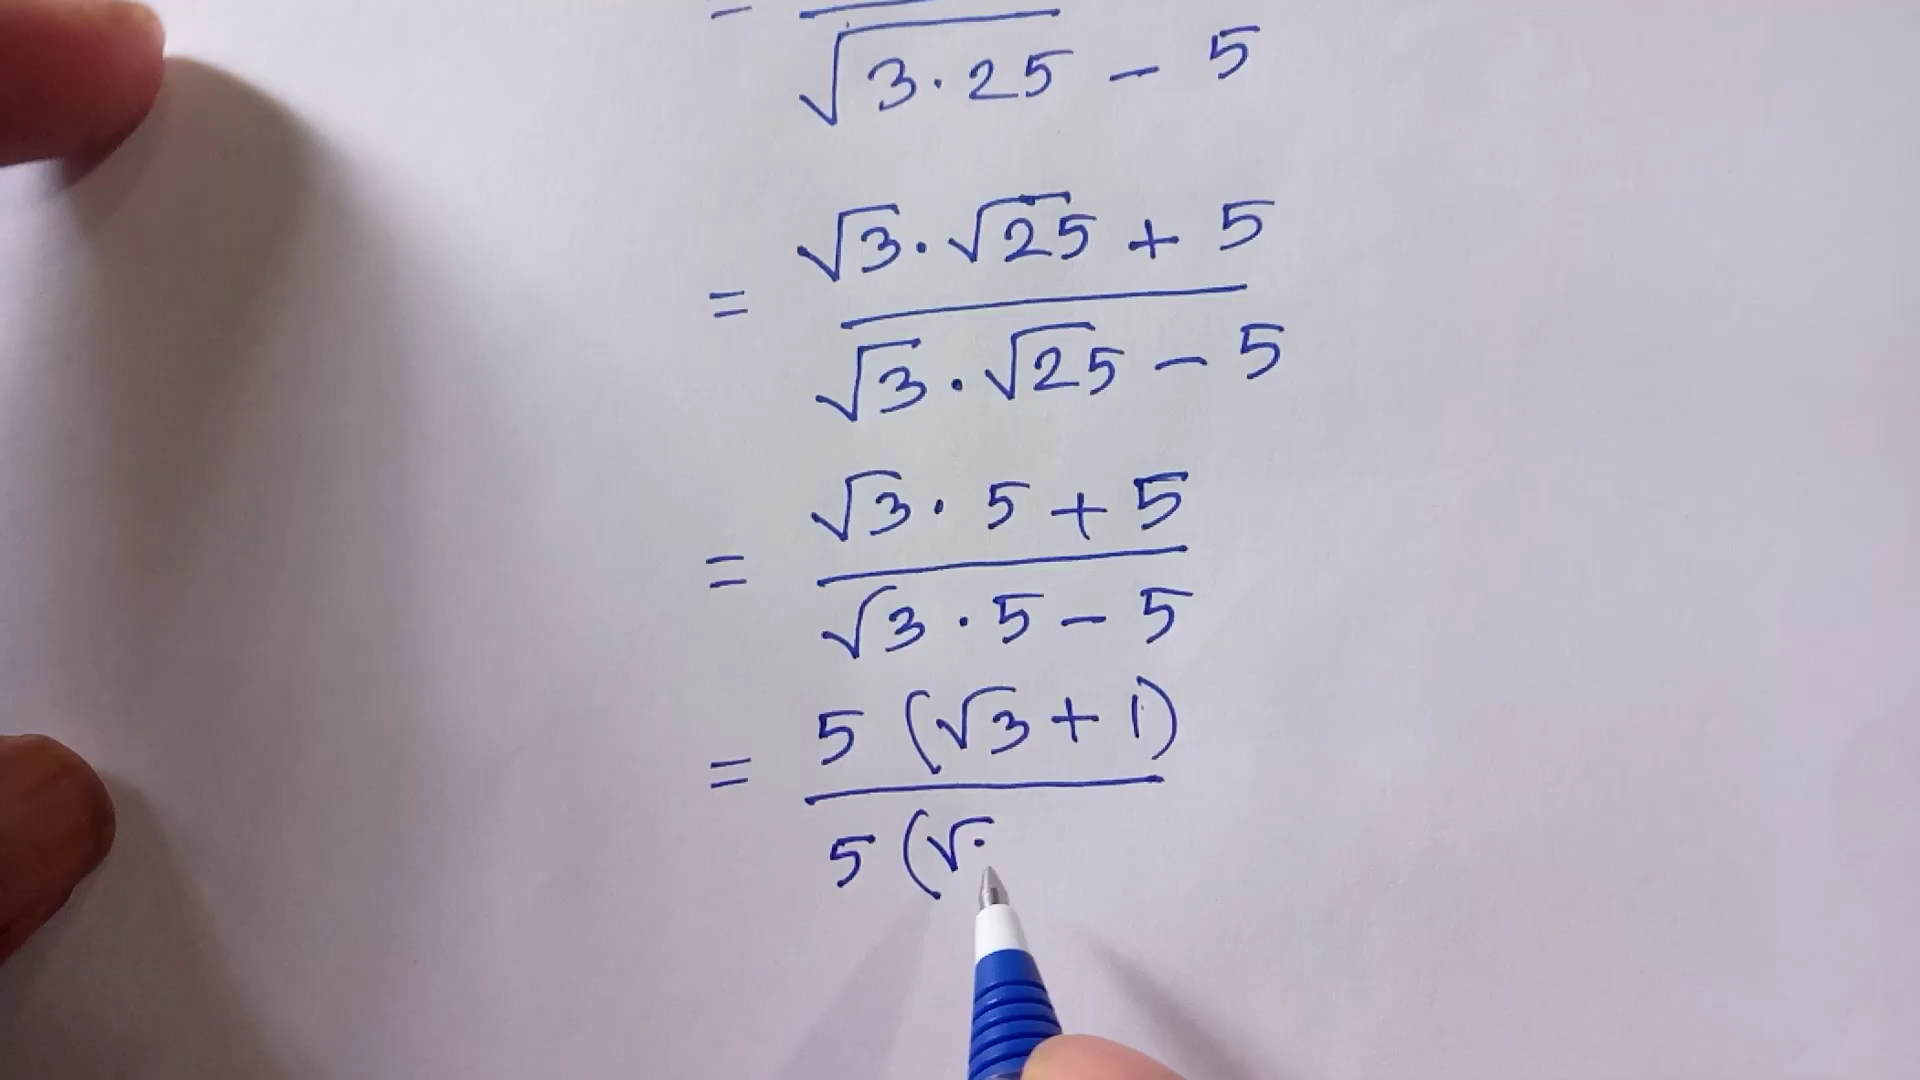 =
√3.25 - 5
√3.√25 + 5
=
√3.√25 - 5
√3. 5 + 5
=
√3.5 - 5
5 (√3 + 1)
=
5 (√